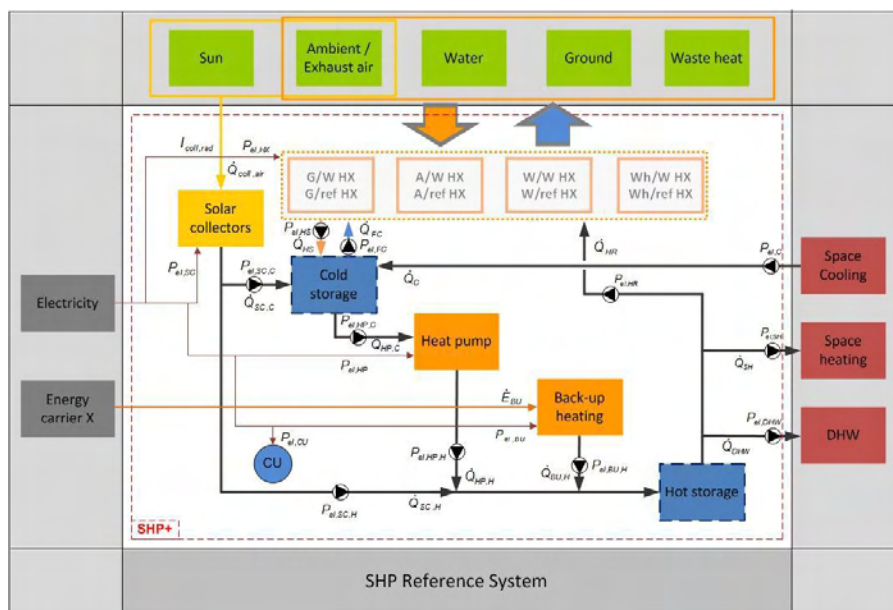 Sun
Ambient /
Exhaust air
Water
Ground
Waste heat
I coll,rad
P el,HX
Q̇ coll,air
G/W HX
G/ref HX
A/W HX
A/ref HX
W/W HX
W/ref HX
Wh/W HX
Wh/ref HX
Solar
collectors
P el,HS
Q̇ HS
Q̇ FC
P el,FC
Q̇ HR
P el,C
Space
Cooling
P el,SC
P el,SC,C
Q̇ SC,C
Cold
storage
Q̇ C
P el,HR
Electricity
P el,HP,C
Q̇ HP,C
Heat pump
P el,SH
Q̇ SH
Space
heating
P el,HP
Energy
carrier X
Ė BU
Back-up
heating
P el,BU
P el,CU
CU
P el,DHW
Q̇ DHW
DHW
P el,HP,H
Q̇ HP,H
Q̇ BU,H
P el,BU,H
Hot storage
P el,SC,H
Q̇ SC,H
SHP+
SHP Reference System